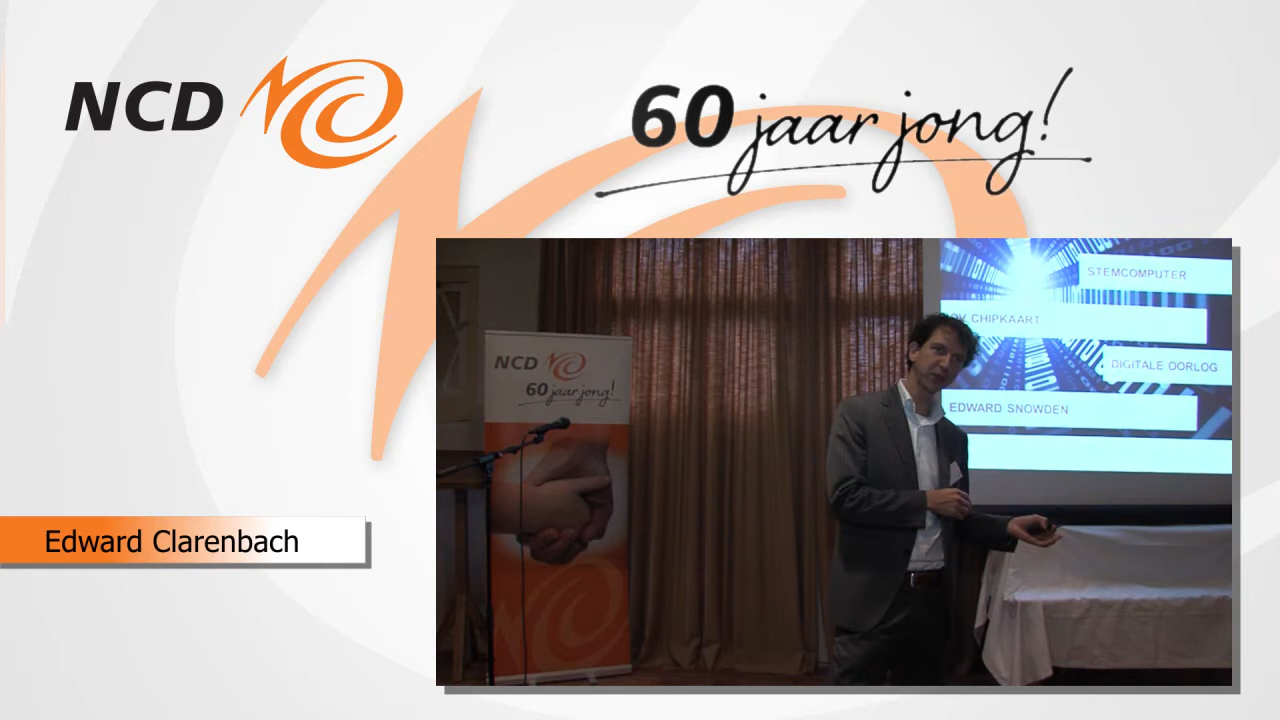 NCD
60 jaar jong!
STEMCOMPUTER
OV CHIPKAART
DIGITALE OORLOG
EDWARD SNOWDEN
NCD
60 jaar jong!
Edward Clarenbach